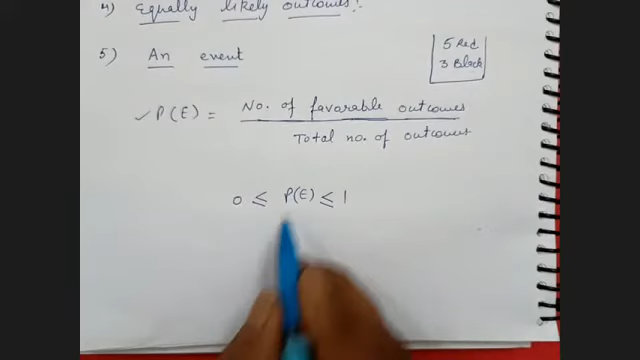 4) Equally likely outcomes:
5) An event
5 Red
3 Black
✓ P(E) = No. of favorable outcomes
Total no. of outcomes
0 ≤ P(E) ≤ 1